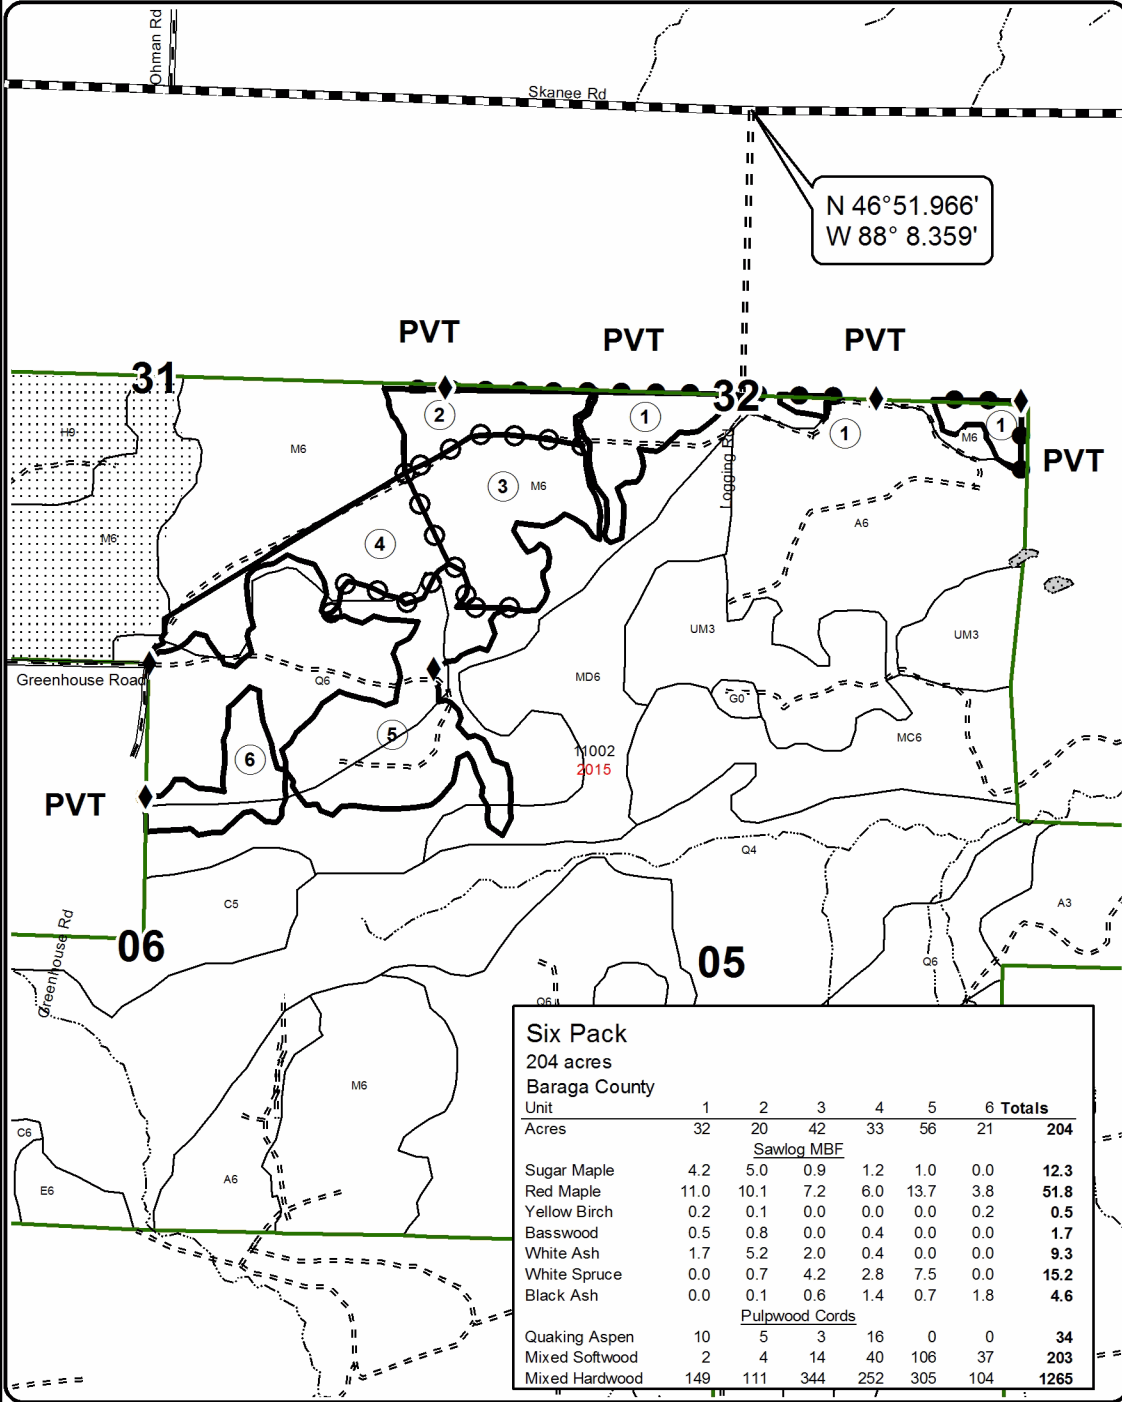 Ohman Rd
Skanee Rd
N 46°51.966'
W 88° 8.359'
PVT
PVT
PVT
31
32
2
1
1
1
H9
M6
M6
M6
3
M6
PVT
Logging Rd
A6
4
M6
UM3
UM3
Greenhouse Road
Q6
MD6
G0
5
MC6
6
11002
2015
PVT
Q4
C5
A3
Greenhouse Rd
06
05
Q6
Q6
M6
C6
A6
E6
Six Pack
204 acres
Baraga County
Unit 1 2 3 4 5 6 Totals
Acres 32 20 42 33 56 21 204
Sawlog MBF
Sugar Maple 4.2 5.0 0.9 1.2 1.0 0.0 12.3
Red Maple 11.0 10.1 7.2 6.0 13.7 3.8 51.8
Yellow Birch 0.2 0.1 0.0 0.0 0.0 0.2 0.5
Basswood 0.5 0.8 0.0 0.4 0.0 0.0 1.7
White Ash 1.7 5.2 2.0 0.4 0.0 0.0 9.3
White Spruce 0.0 0.7 4.2 2.8 7.5 0.0 15.2
Black Ash 0.0 0.1 0.6 1.4 0.7 1.8 4.6
Pulpwood Cords
Quaking Aspen 10 5 3 16 0 0 34
Mixed Softwood 2 4 14 40 106 37 203
Mixed Hardwood 149 111 344 252 305 104 1265